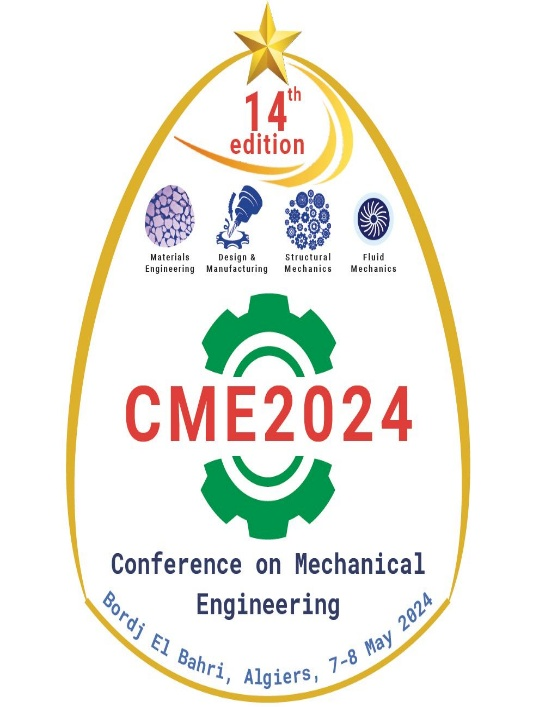 14th
edition
Materials
Engineering
Design &
Manufacturing
Structural
Mechanics
Fluid
Mechanics
CME2024
Conference on Mechanical
Engineering
Bordj El Bahri, Algiers, 7-8 May 2024